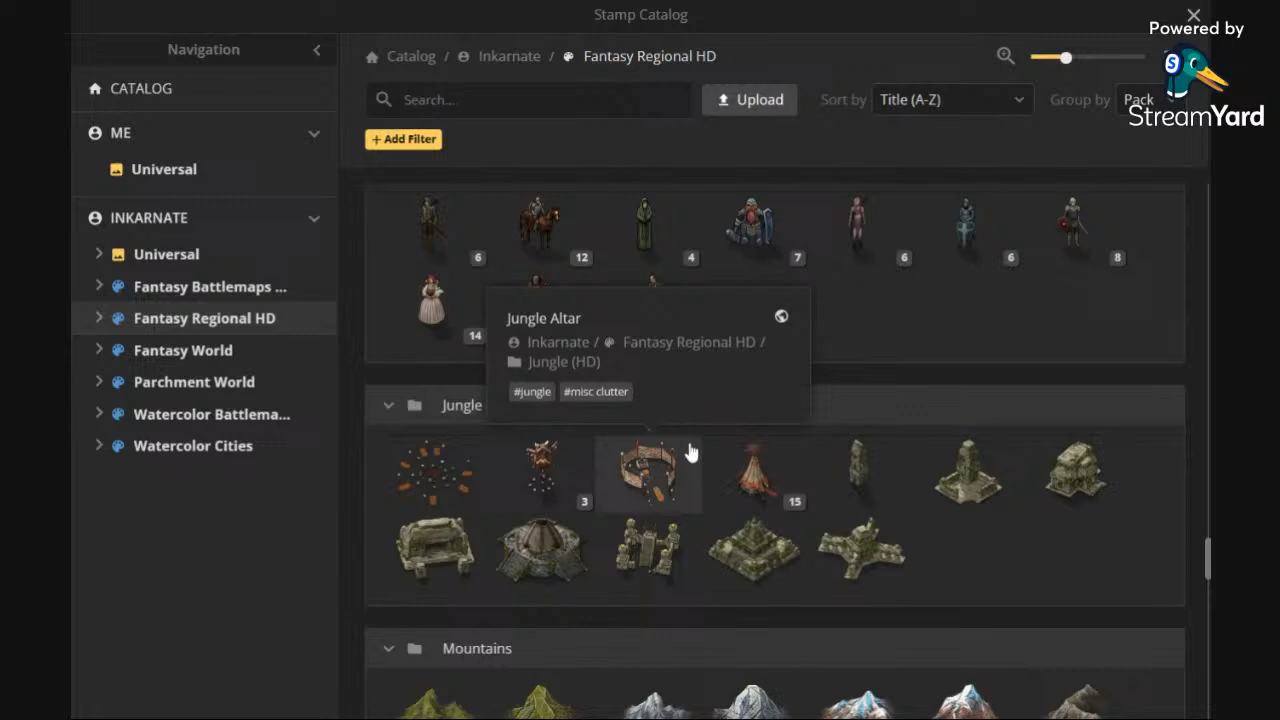 Stamp Catalog
Powered by
StreamYard
Navigation
CATALOG
ME
Universal
INKARNATE
Universal
Fantasy Battlemaps ...
Fantasy Regional HD
Fantasy World
Parchment World
Watercolor Battlema...
Watercolor Cities
Catalog / Inkarnate / Fantasy Regional HD
Search...
Upload
Sort by
Title (A-Z)
Group by
Pack
+ Add Filter
6
12
4
7
6
6
8
14
Jungle Altar
Inkarnate / Fantasy Regional HD /
Jungle (HD)
#jungle #misc clutter
Jungle
3
15
Mountains